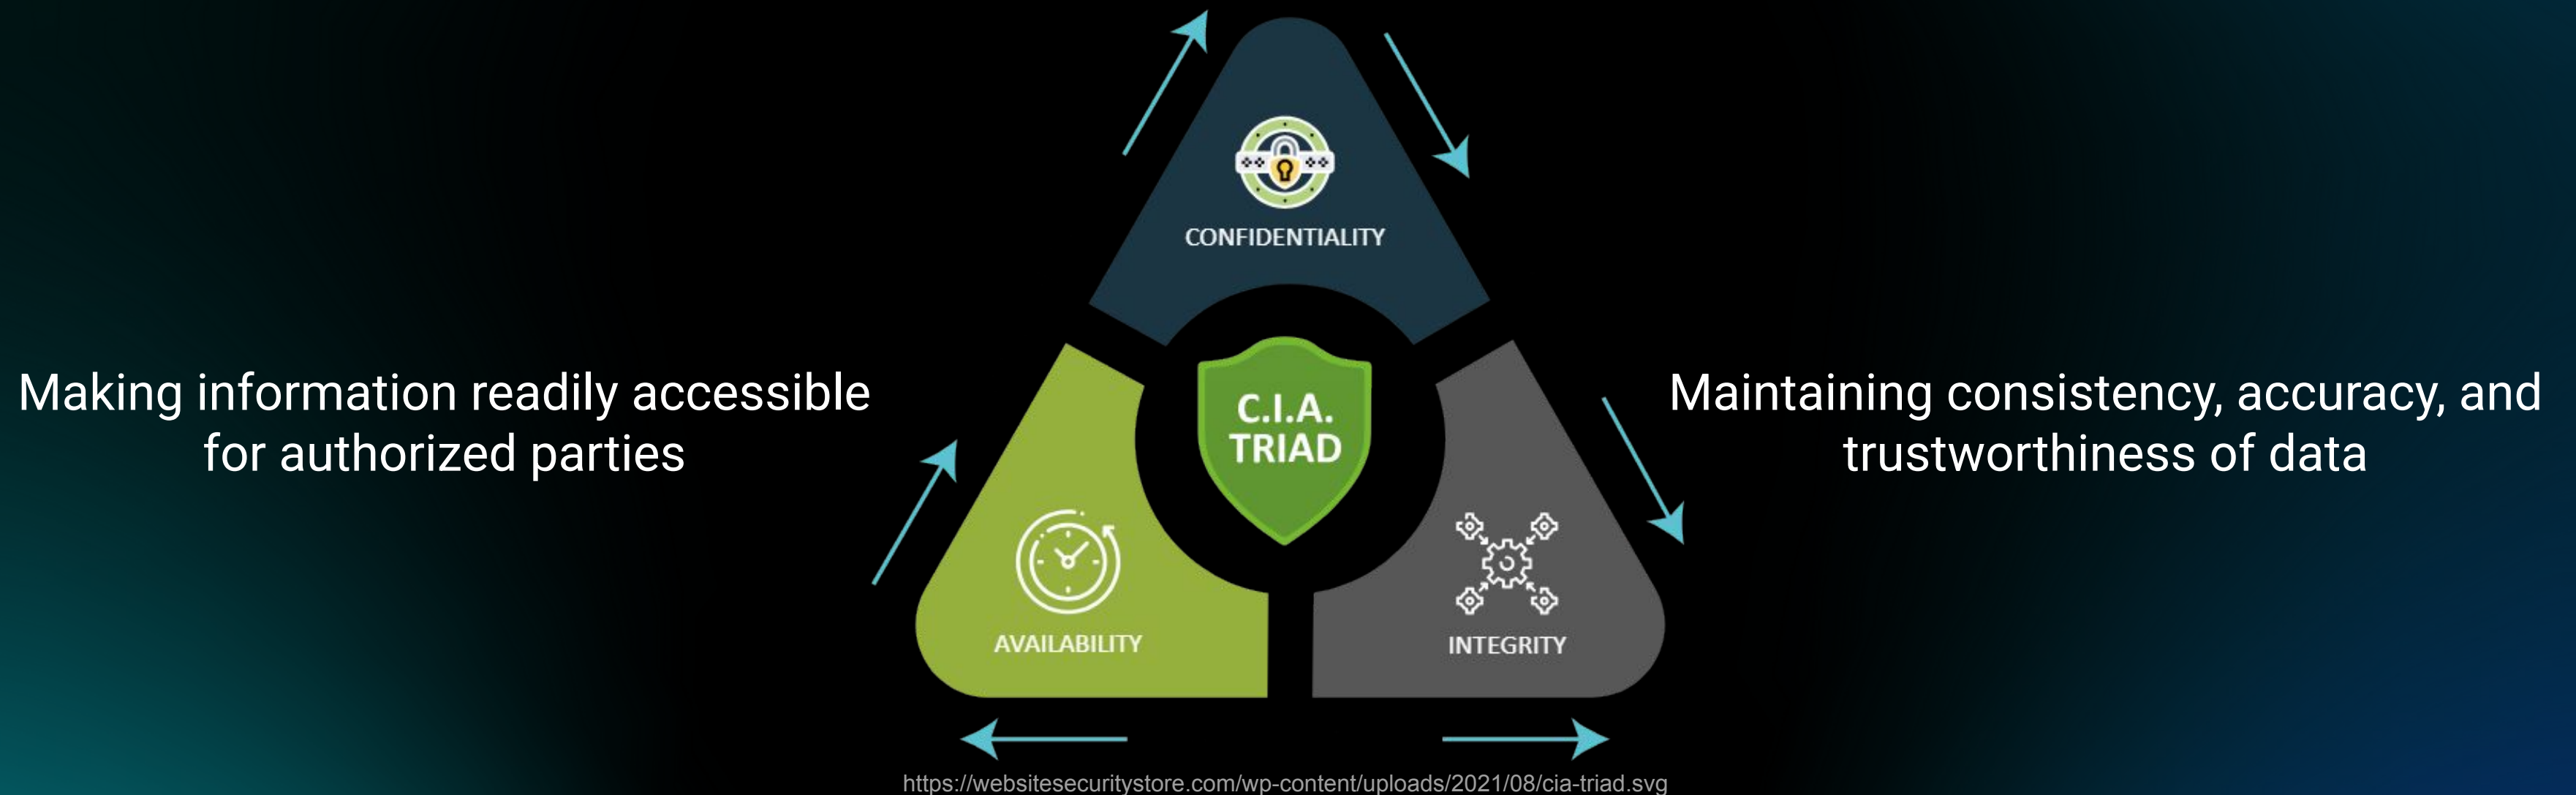 CONFIDENTIALITY
Making information readily accessible
for authorized parties
C.I.A.
TRIAD
Maintaining consistency, accuracy, and
trustworthiness of data
AVAILABILITY
INTEGRITY
https://websitesecuritystore.com/wp-content/uploads/2021/08/cia-triad.svg